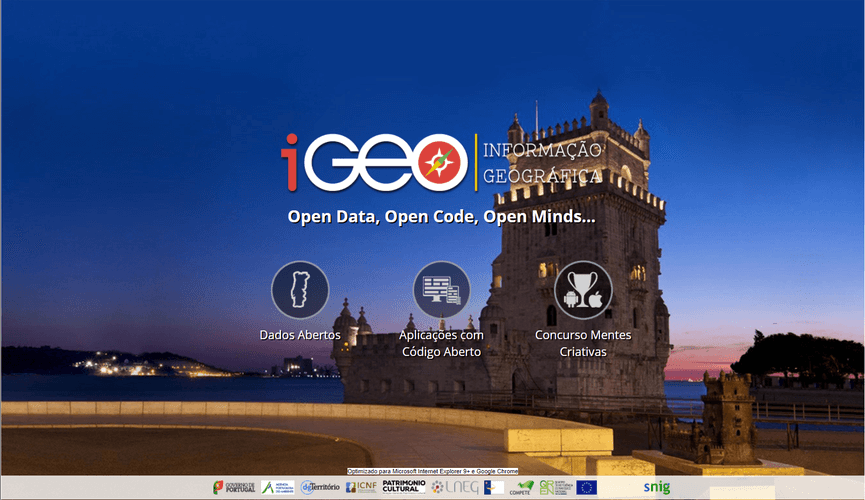 iGEO
INFORMAÇÃO
GEOGRÁFICA
Open Data, Open Code, Open Minds...
Dados Abertos
Aplicações com
Código Aberto
Concurso Mentes
Criativas
Optimizado para Microsoft Internet Explorer 9+ e Google Chrome
GOVERNO DE
PORTUGAL
dgTerritório
ICNF
PATRIMÓNIO
CULTURAL
LNEG
COMPETE
snig